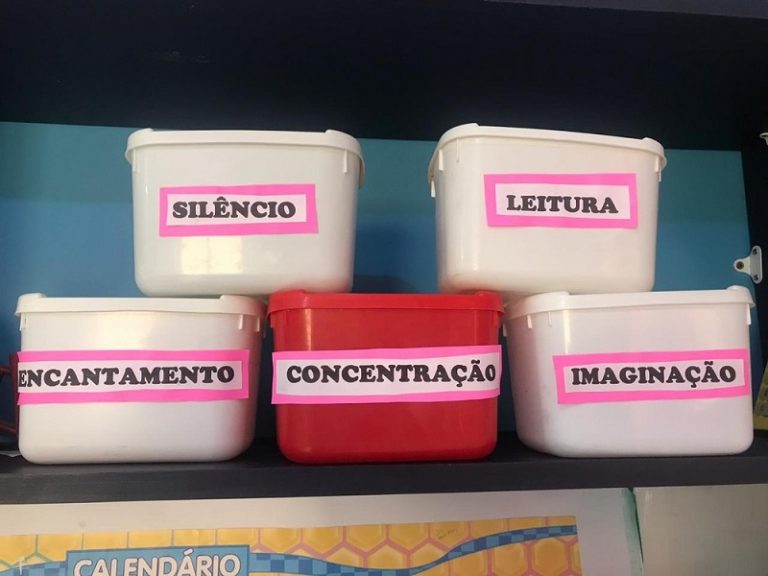 SILÊNCIO
LEITURA
ENCANTAMENTO
CONCENTRAÇÃO
IMAGINAÇÃO
CALENDÁRIO